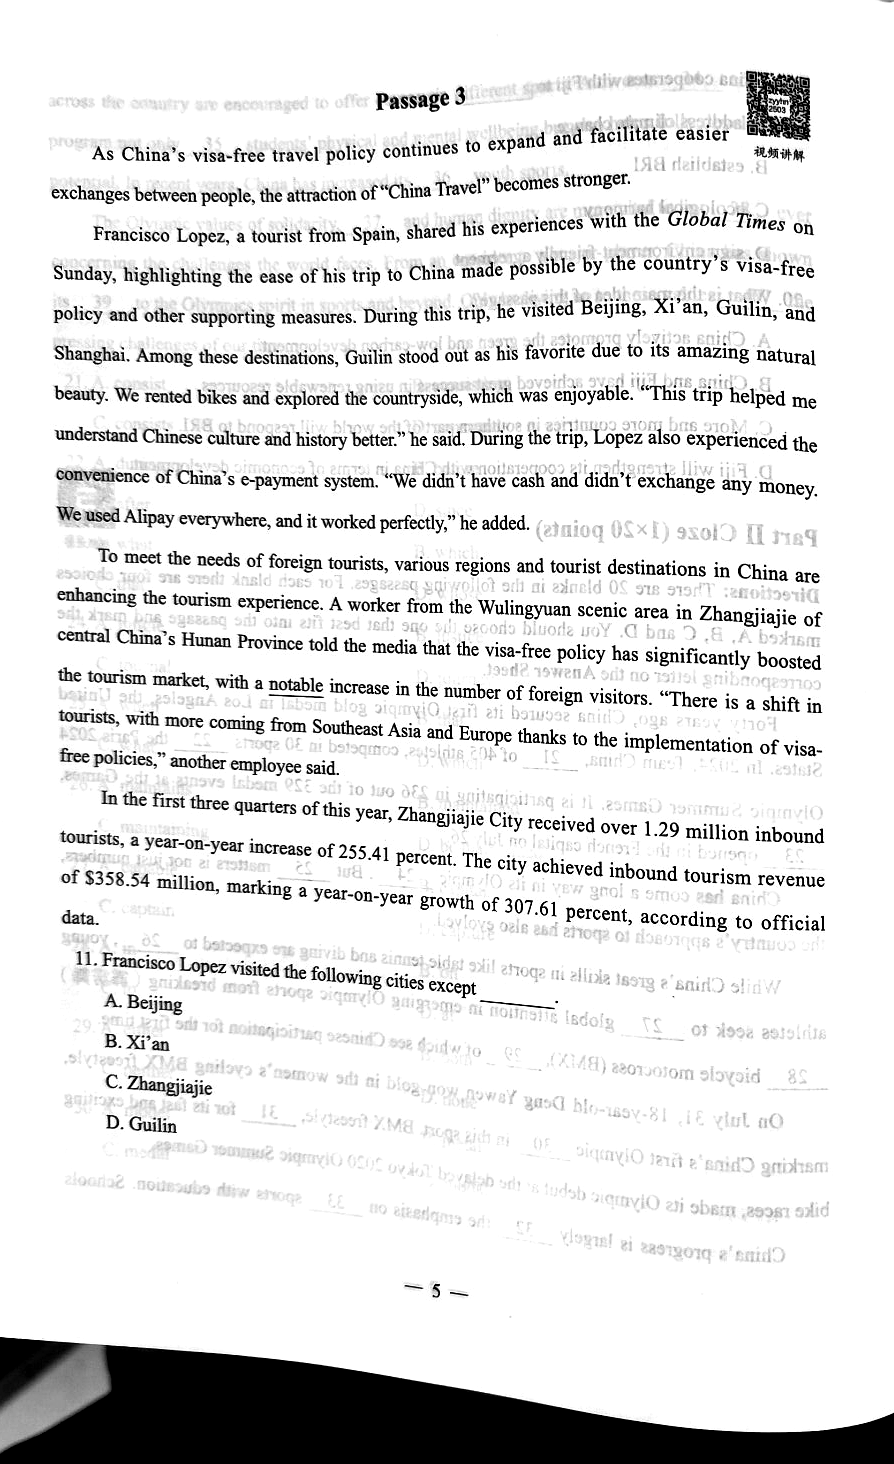 Passage 3
视频讲解
As China's visa-free travel policy continues to expand and facilitate easier
exchanges between people, the attraction of "China Travel" becomes stronger.
Francisco Lopez, a tourist from Spain, shared his experiences with the Global Times on
Sunday, highlighting the ease of his trip to China made possible by the country's visa-free
policy and other supporting measures. During this trip, he visited Beijing, Xi'an, Guilin, and
Shanghai. Among these destinations, Guilin stood out as his favorite due to its amazing natural
beauty. We rented bikes and explored the countryside, which was enjoyable. "This trip helped me
understand Chinese culture and history better." he said. During the trip, Lopez also experienced the
convenience of China's e-payment system. "We didn't have cash and didn't exchange any money.
We used Alipay everywhere, and it worked perfectly," he added.
To meet the needs of foreign tourists, various regions and tourist destinations in China are
enhancing the tourism experience. A worker from the Wulingyuan scenic area in Zhangjiajie of
central China's Hunan Province told the media that the visa-free policy has significantly boosted
the tourism market, with a notable increase in the number of foreign visitors. "There is a shift in
tourists, with more coming from Southeast Asia and Europe thanks to the implementation of visa-
free policies," another employee said.
In the first three quarters of this year, Zhangjiajie City received over 1.29 million inbound
tourists, a year-on-year increase of 255.41 percent. The city achieved inbound tourism revenue
of $358.54 million, marking a year-on-year growth of 307.61 percent, according to official
data.
11. Francisco Lopez visited the following cities except ________.
A. Beijing
B. Xi'an
C. Zhangjiajie
D. Guilin
— 5 —